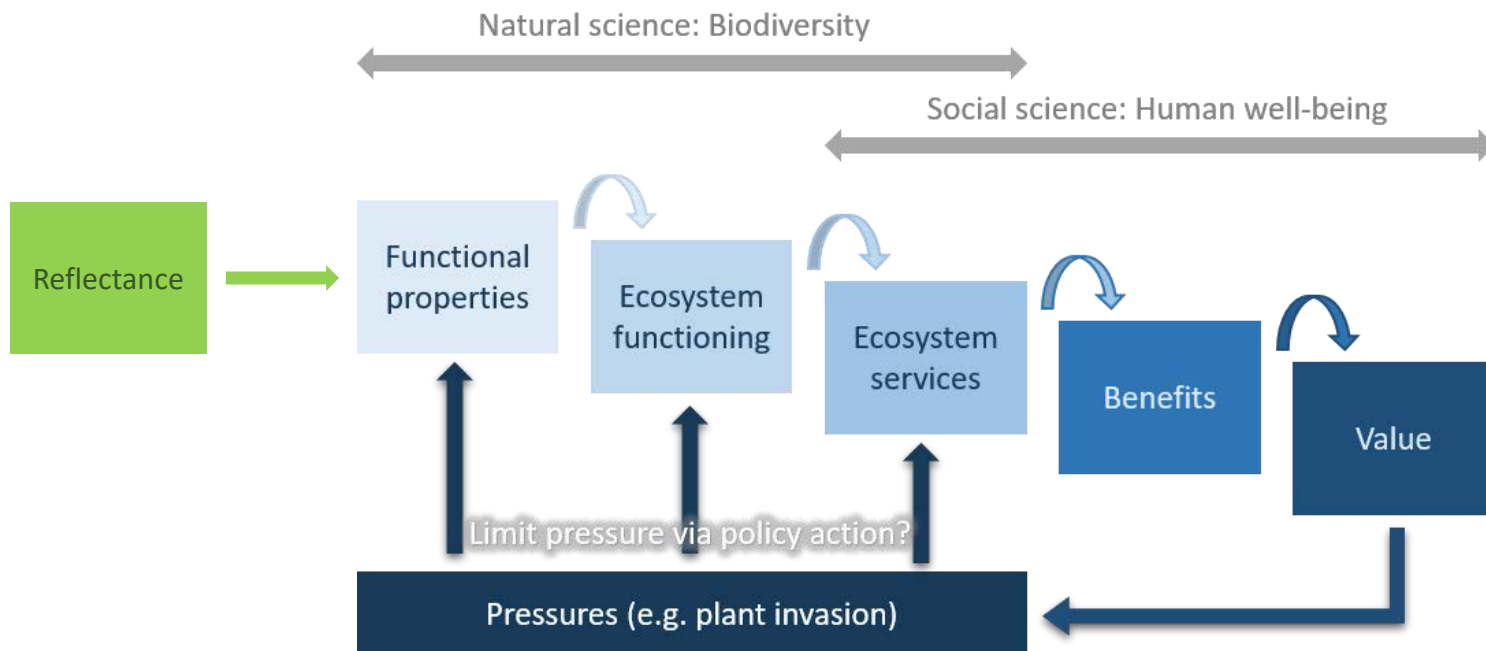 Natural science: Biodiversity
Social science: Human well-being
Reflectance
Functional
properties
Ecosystem
functioning
Ecosystem
services
Benefits
Value
Limit pressure via policy action?
Pressures (e.g. plant invasion)